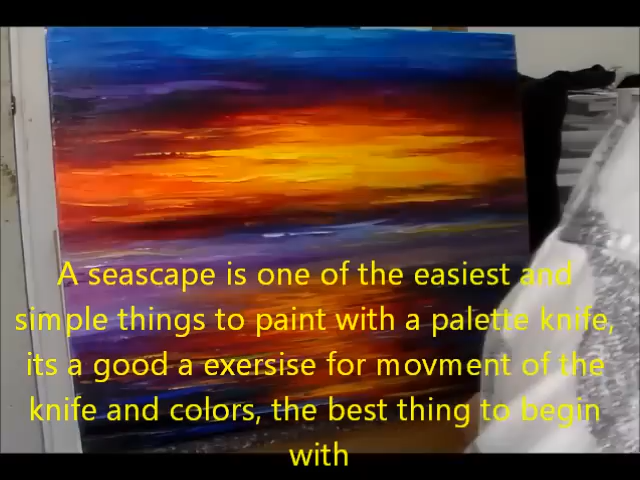 A seascape is one of the easiest and
simple things to paint with a palette knife,
its a good a exersise for movment of the
knife and colors, the best thing to begin
with